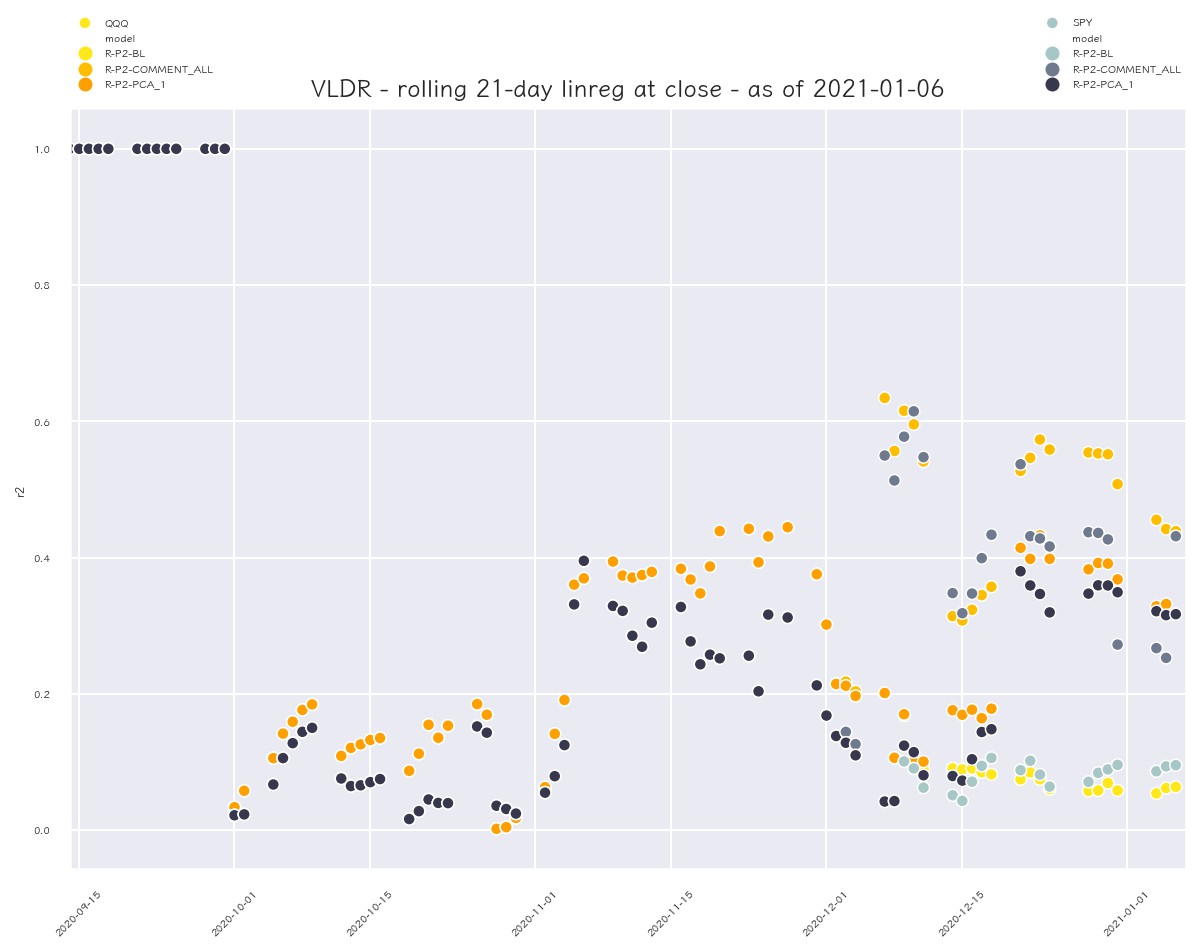 QQQ
model
R-P2-BL
R-P2-COMMENT_ALL
R-P2-PCA_1
SPY
model
R-P2-BL
R-P2-COMMENT_ALL
R-P2-PCA_1
VLDR - rolling 21-day linreg at close - as of 2021-01-06
1.0
0.8
0.6
0.4
0.2
0.0
r2
2020-09-15
2020-10-01
2020-10-15
2020-11-01
2020-11-15
2020-12-01
2020-12-15
2021-01-01